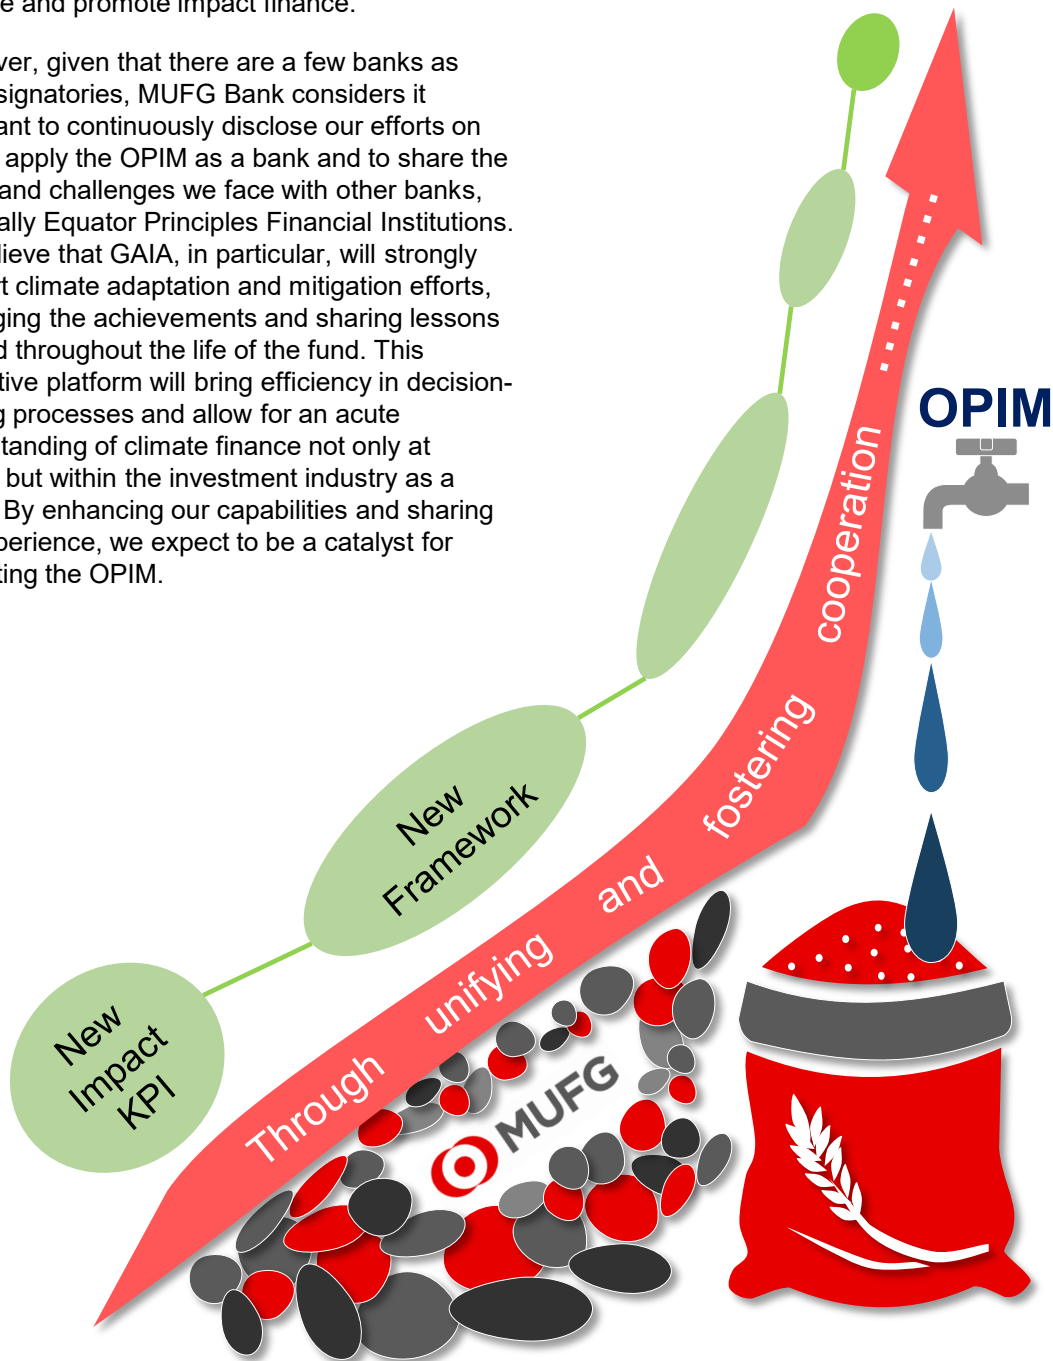 e and promote impact finance.
ver, given that there are a few banks as
signatories, MUFG Bank considers it
ant to continuously disclose our efforts on
apply the OPIM as a bank and to share the
and challenges we face with other banks,
ally Equator Principles Financial Institutions.
lieve that GAIA, in particular, will strongly
rt climate adaptation and mitigation efforts,
ging the achievements and sharing lessons
d throughout the life of the fund. This
tive platform will bring efficiency in decision-
g processes and allow for an acute
standing of climate finance not only at
but within the investment industry as a
By enhancing our capabilities and sharing
xperience, we expect to be a catalyst for
ting the OPIM.
OPIM
New
Framework
New
Impact
KPI
Through unifying and fostering cooperation
MUFG